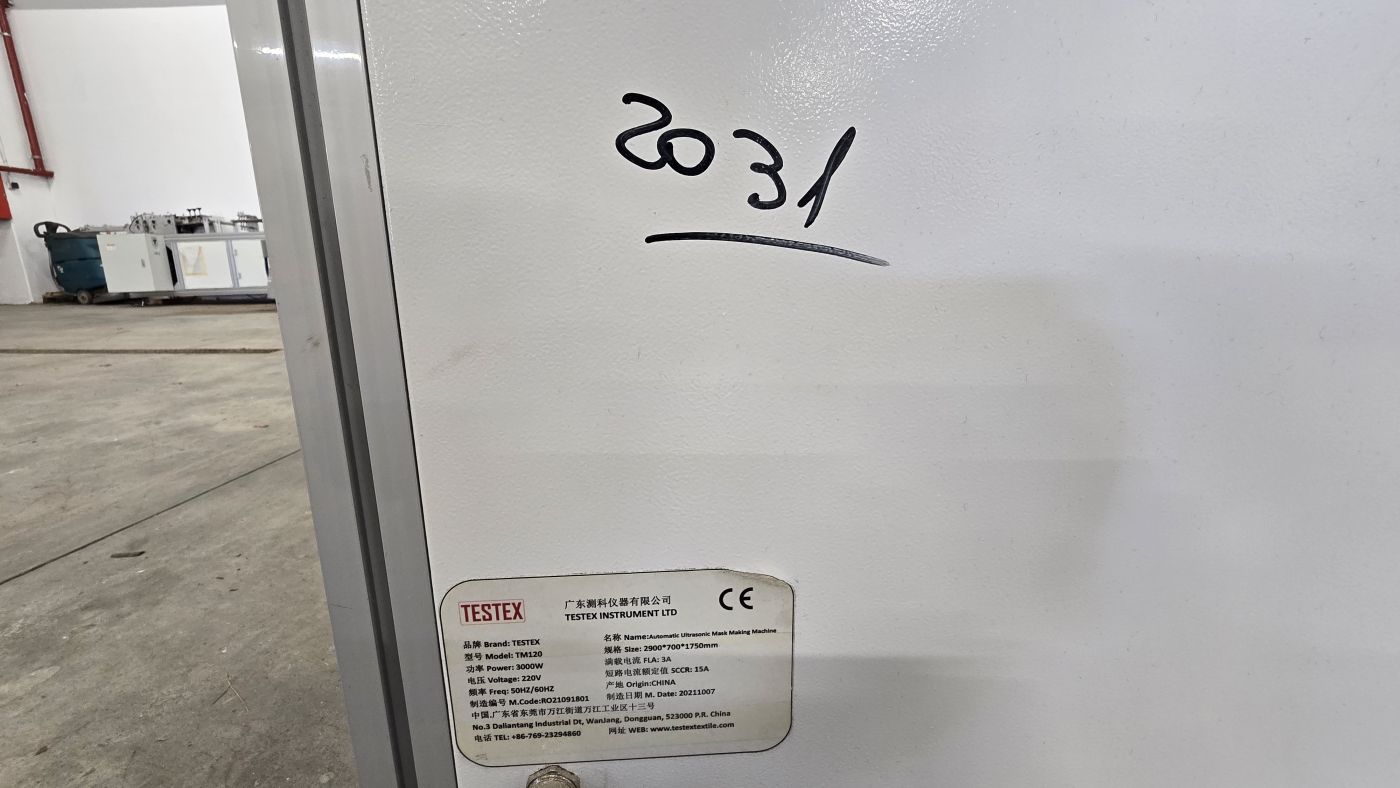 2031
TESTEX
广东测科仪器有限公司
TESTEX INSTRUMENT LTD
CE
品牌 Brand: TESTEX
型号 Model: TM120
功率 Power: 3000W
电压 Voltage: 220V
频率 Freq: 50HZ/60HZ
制造编号 M.Code:RO21091801
名称 Name:Automatic Ultrasonic Mask Making Machine
规格 Size: 2900*700*1750mm
满载电流 FLA: 3A
短路电流额定值 SCCR: 15A
产地 Origin:CHINA
制造日期 M. Date: 20211007
中国.广东省东莞市万江街道万江工业区十三号
No.3 Daliantang Industrial Dt, WanJang, Dongguan, 523000 P.R. China
电话 TEL: +86-769-23294860
网址 WEB: www.testextextile.com